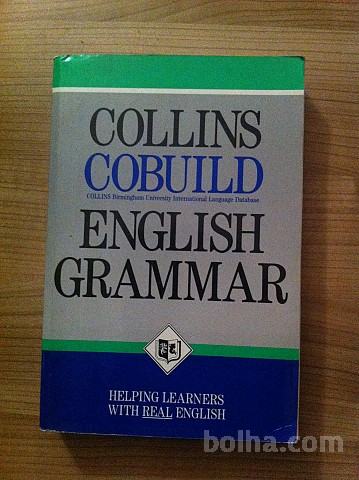 COLLINS
COBUILD
COLLINS Birmingham University International Language Database
ENGLISH
GRAMMAR
HELPING LEARNERS
WITH REAL ENGLISH
bolha.com